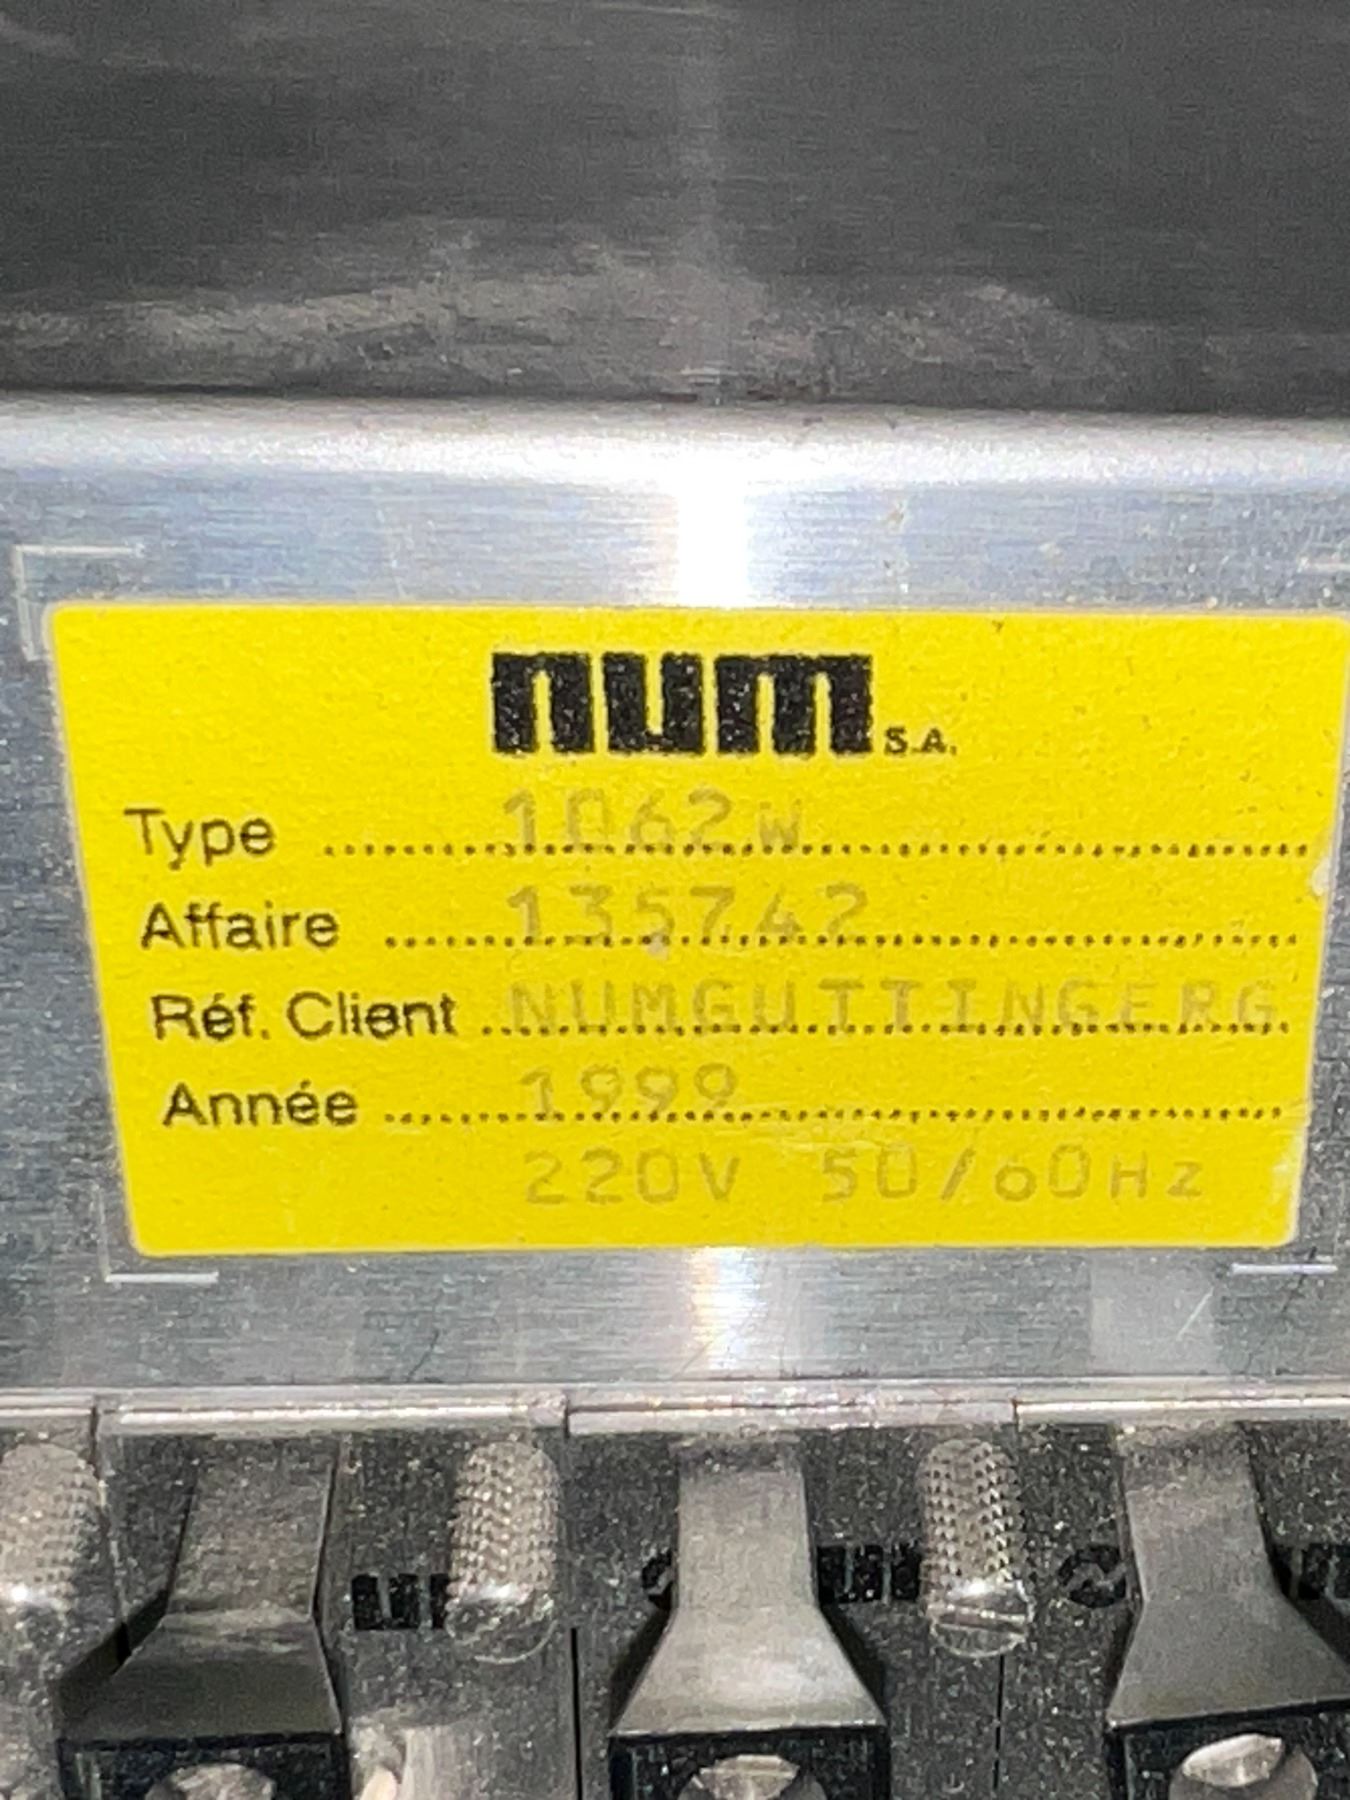 num S.A.
Type 1062W
Affaire 135742
Réf. Client NUMGUTTINGERG
Année 1999
220V 50/60Hz